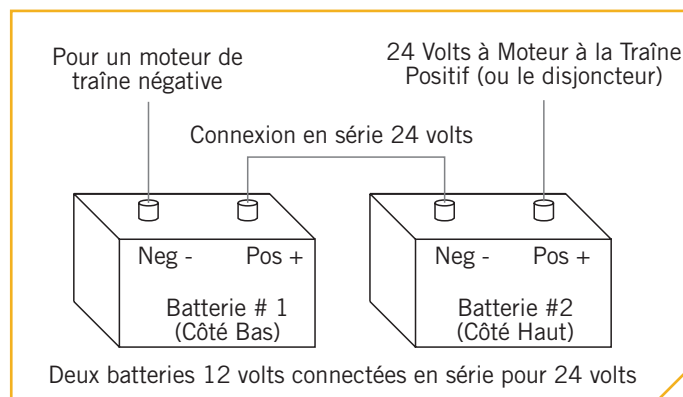 Pour un moteur de
traîne négative
24 Volts à Moteur à la Traîne
Positif (ou le disjoncteur)
Connexion en série 24 volts
Neg - Pos +
Batterie # 1
(Côté Bas)
Neg - Pos +
Batterie #2
(Côté Haut)
Deux batteries 12 volts connectées en série pour 24 volts